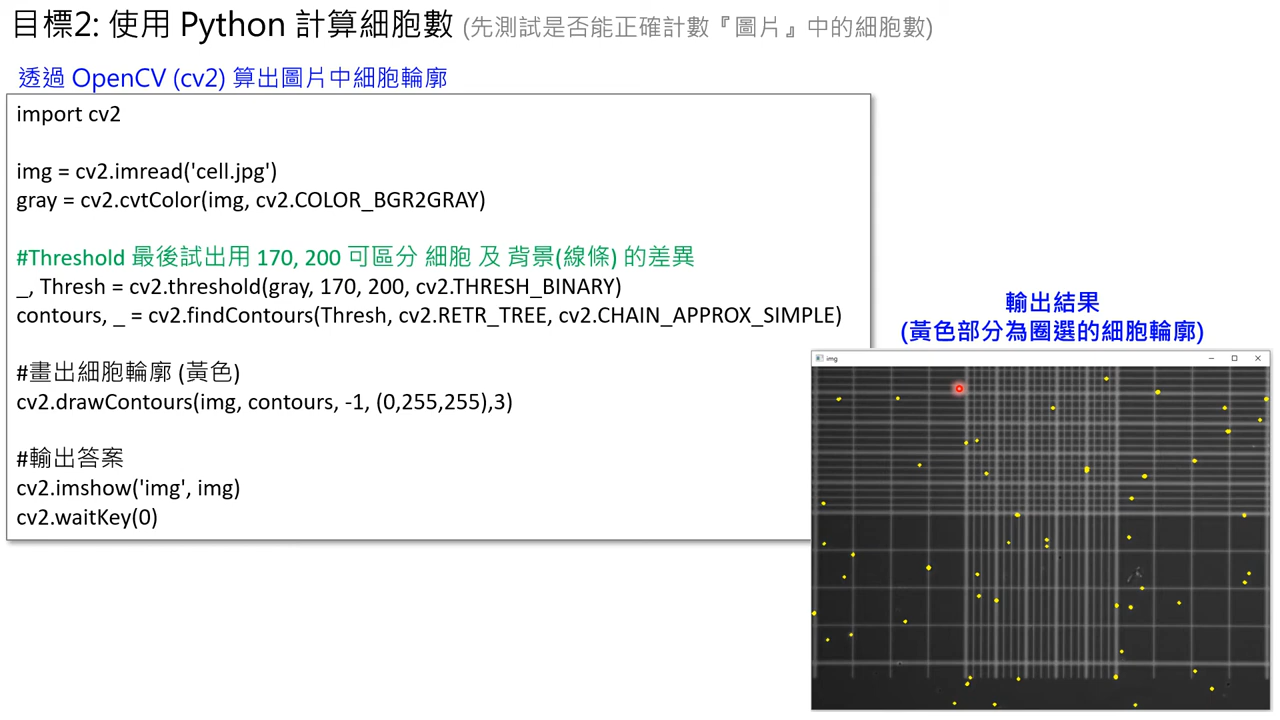 目標2: 使用 Python 計算細胞數 (先測試是否能正確計數『圖片』中的細胞數)
透過 OpenCV (cv2) 算出圖片中細胞輪廓
import cv2
img = cv2.imread('cell.jpg')
gray = cv2.cvtColor(img, cv2.COLOR_BGR2GRAY)
#Threshold 最後試出用 170, 200 可區分 細胞 及 背景(線條) 的差異
_, Thresh = cv2.threshold(gray, 170, 200, cv2.THRESH_BINARY)
contours, _ = cv2.findContours(Thresh, cv2.RETR_TREE, cv2.CHAIN_APPROX_SIMPLE)
#畫出細胞輪廓 (黃色)
cv2.drawContours(img, contours, -1, (0,255,255),3)
#輸出答案
cv2.imshow('img', img)
cv2.waitKey(0)
輸出結果
(黃色部分為圈選的細胞輪廓)
img